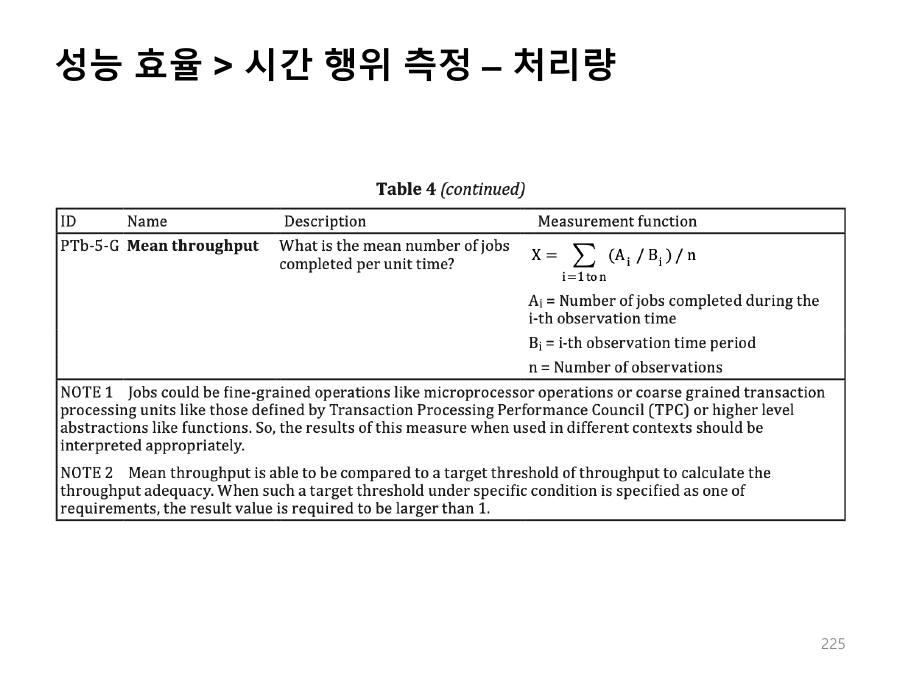 성능 효율 > 시간 행위 측정 – 처리량
Table 4 (continued)
ID Name Description Measurement function
PTb-5-G Mean throughput What is the mean number of jobs
completed per unit time?
X = ∑ (Ai / Bi) / n
i=1 to n
Ai = Number of jobs completed during the
i-th observation time
Bi = i-th observation time period
n = Number of observations
NOTE 1 Jobs could be fine-grained operations like microprocessor operations or coarse grained transaction
processing units like those defined by Transaction Processing Performance Council (TPC) or higher level
abstractions like functions. So, the results of this measure when used in different contexts should be
interpreted appropriately.
NOTE 2 Mean throughput is able to be compared to a target threshold of throughput to calculate the
throughput adequacy. When such a target threshold under specific condition is specified as one of
requirements, the result value is required to be larger than 1.
225